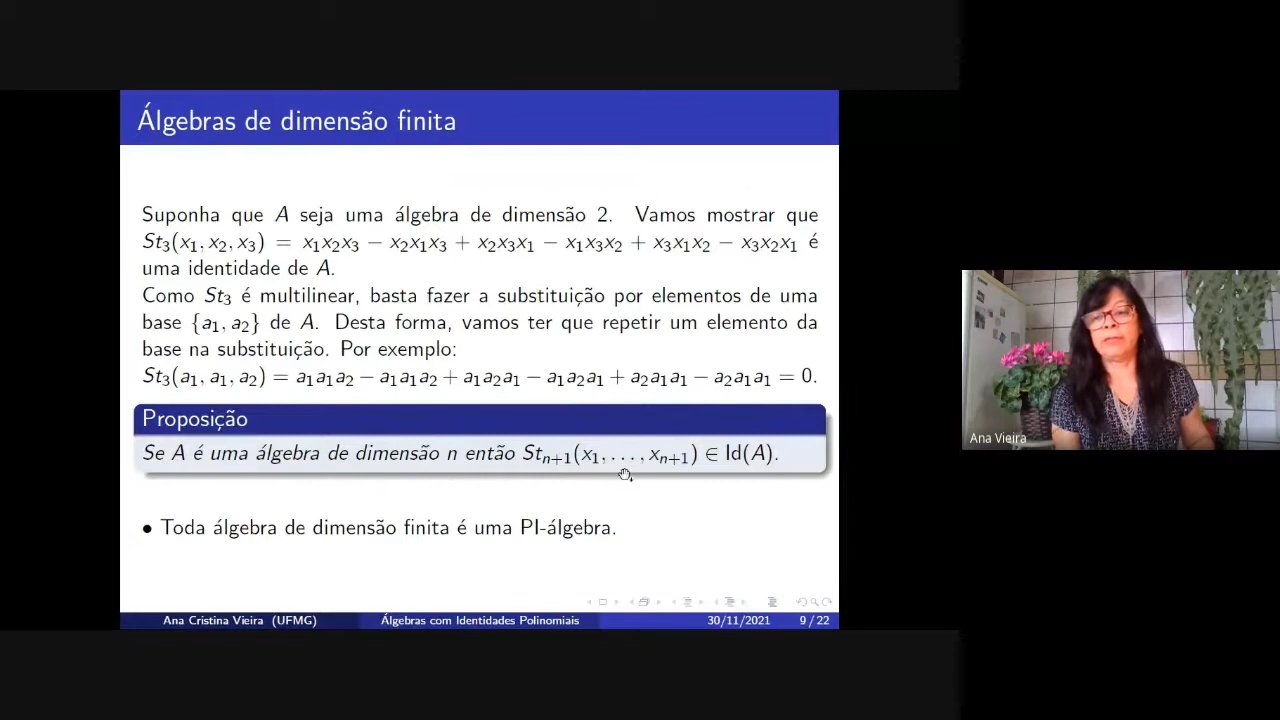 Álgebras de dimensão finita
Suponha que A seja uma álgebra de dimensão 2. Vamos mostrar que
St₃(x₁, x₂, x₃) = x₁x₂x₃ − x₂x₁x₃ + x₂x₃x₁ − x₁x₃x₂ + x₃x₁x₂ − x₃x₂x₁ é
uma identidade de A.
Como St₃ é multilinear, basta fazer a substituição por elementos de uma
base {a₁, a₂} de A. Desta forma, vamos ter que repetir um elemento da
base na substituição. Por exemplo:
St₃(a₁, a₁, a₂) = a₁a₁a₂ − a₁a₁a₂ + a₁a₂a₁ − a₁a₂a₁ + a₂a₁a₁ − a₂a₁a₁ = 0.
Proposição
Se A é uma álgebra de dimensão n então Stₙ₊₁(x₁, . . . , xₙ₊₁) ∈ Id(A).
• Toda álgebra de dimensão finita é uma PI-álgebra.
Ana Cristina Vieira (UFMG) Álgebras com Identidades Polinomiais 30/11/2021 9 / 22
Ana Vieira